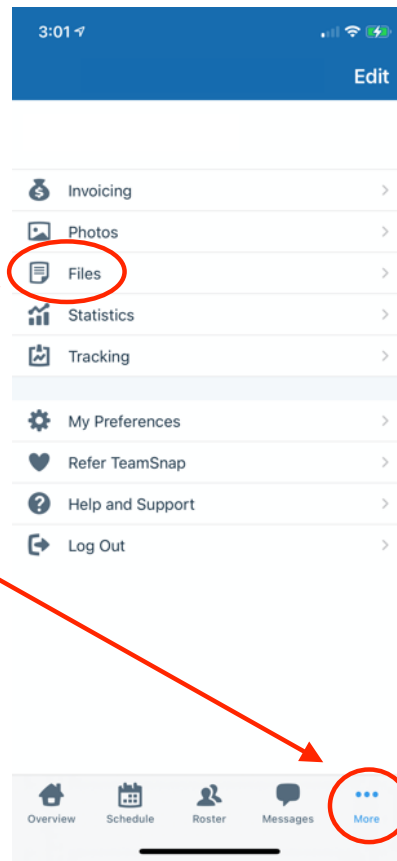 3:01
Edit
Invoicing
Photos
Files
Statistics
Tracking
My Preferences
Refer TeamSnap
Help and Support
Log Out
Overview Schedule Roster Messages More